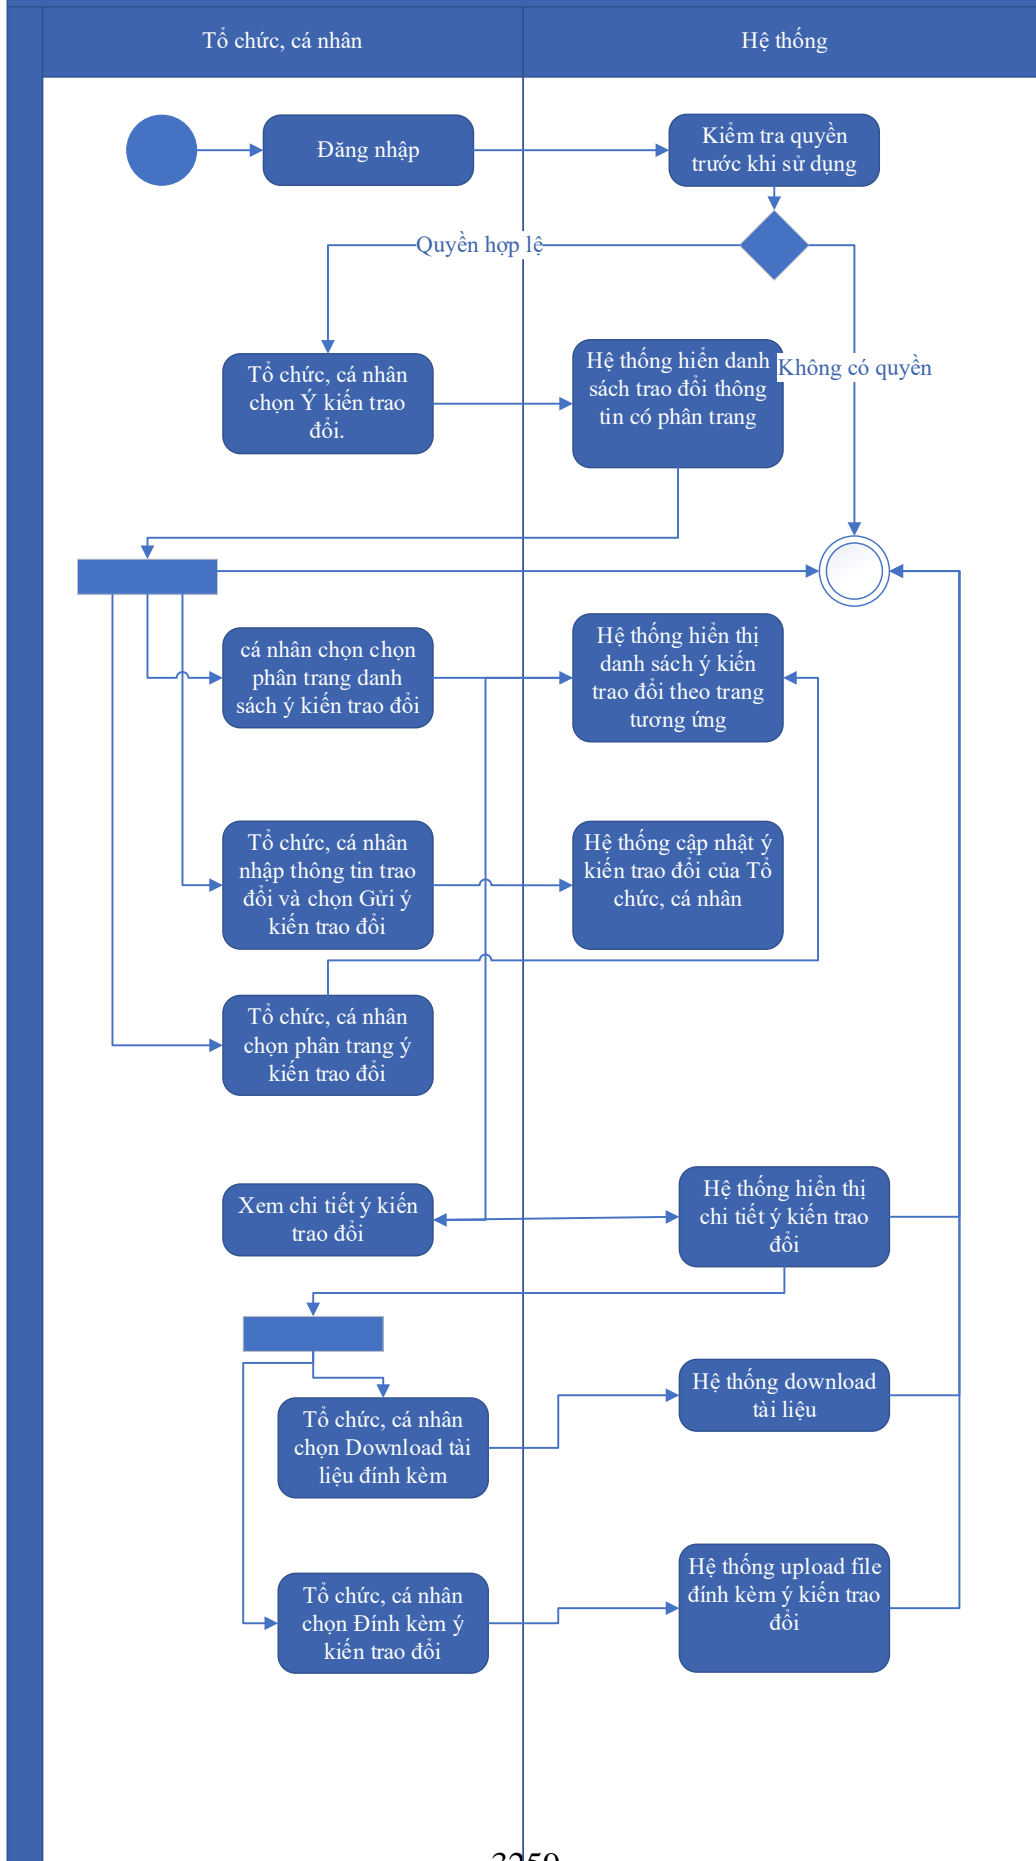 Tổ chức, cá nhân
Hệ thống
Đăng nhập
Kiểm tra quyền
trước khi sử dụng
Quyền hợp lệ
Không có quyền
Tổ chức, cá nhân
chọn Ý kiến trao
đổi.
Hệ thống hiển danh
sách trao đổi thông
tin có phân trang
cá nhân chọn chọn
phân trang danh
sách ý kiến trao đổi
Hệ thống hiển thị
danh sách ý kiến
trao đổi theo trang
tương ứng
Tổ chức, cá nhân
nhập thông tin trao
đổi và chọn Gửi ý
kiến trao đổi
Hệ thống cập nhật ý
kiến trao đổi của Tổ
chức, cá nhân
Tổ chức, cá nhân
chọn phân trang ý
kiến trao đổi
Xem chi tiết ý kiến
trao đổi
Hệ thống hiển thị
chi tiết ý kiến trao
đổi
Tổ chức, cá nhân
chọn Download tài
liệu đính kèm
Hệ thống download
tài liệu
Tổ chức, cá nhân
chọn Đính kèm ý
kiến trao đổi
Hệ thống upload file
đính kèm ý kiến trao
đổi